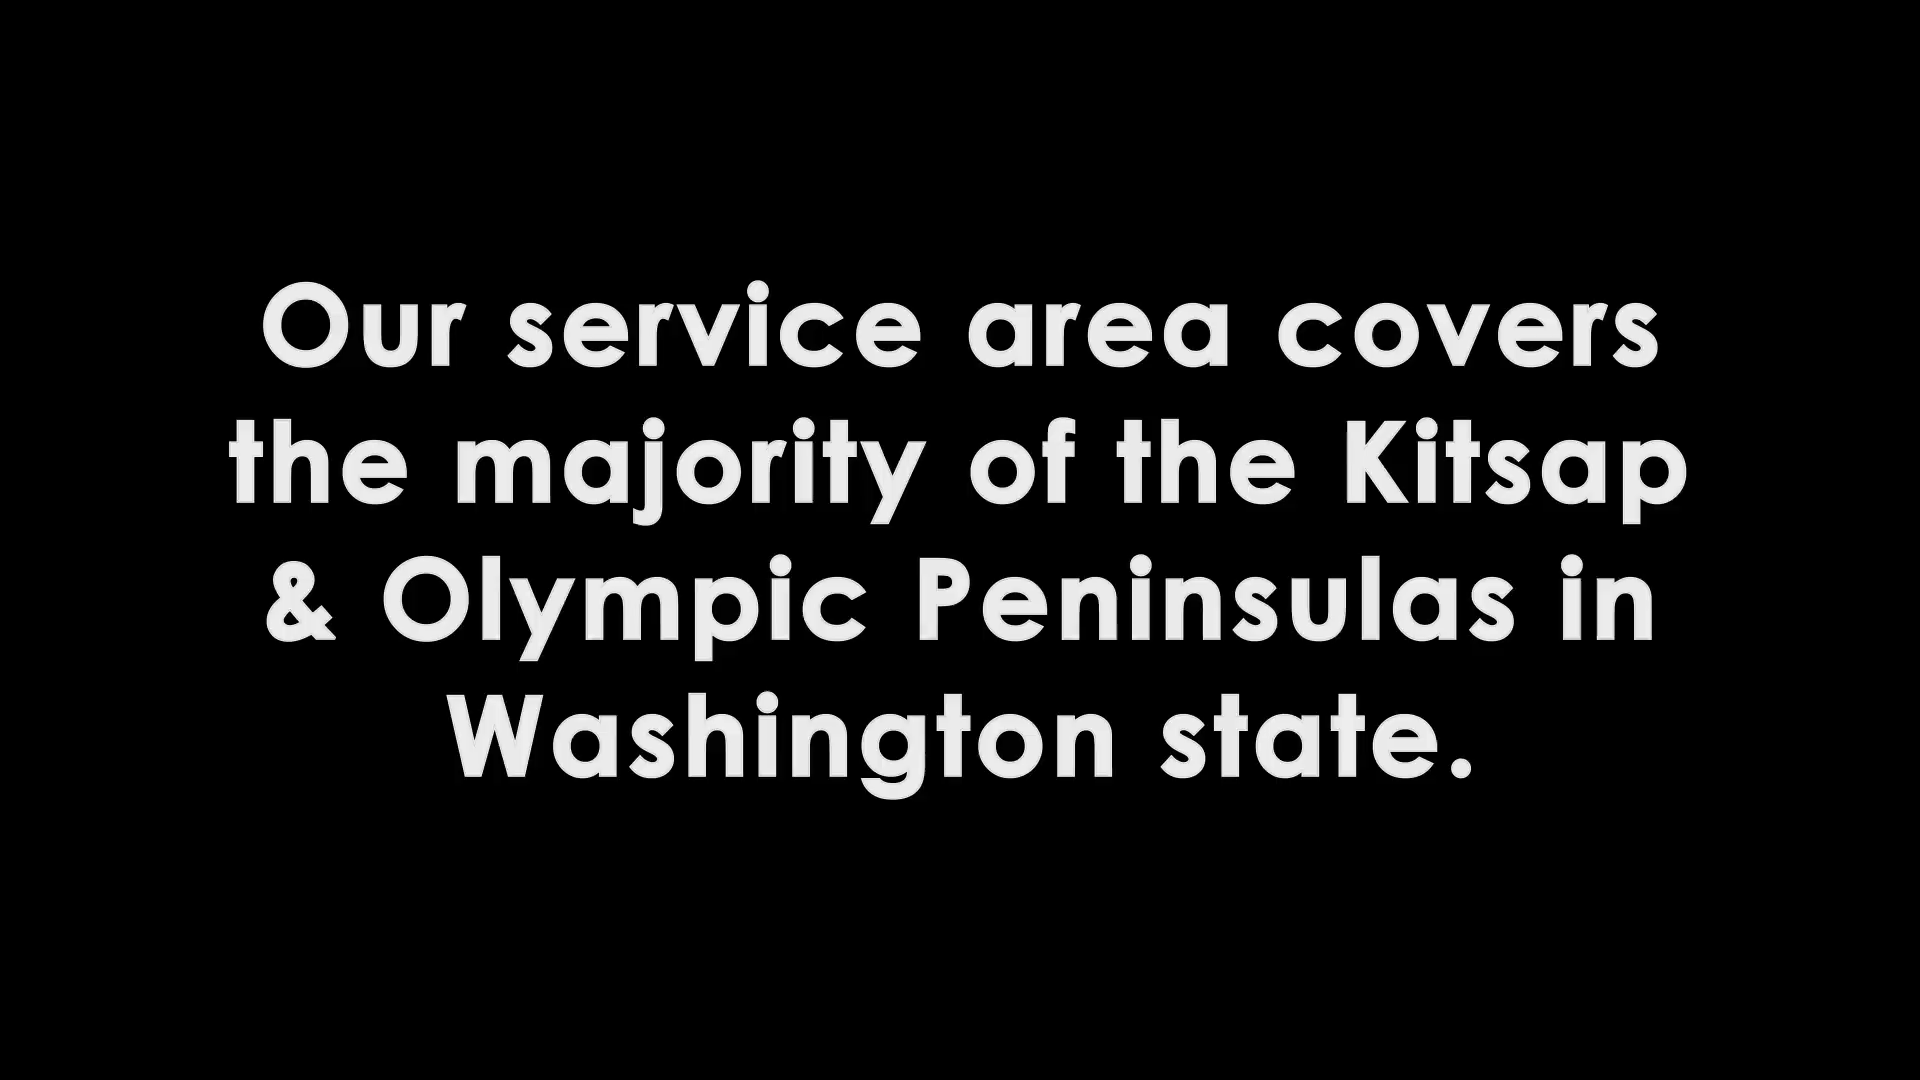 Our service area covers
the majority of the Kitsap
& Olympic Peninsulas in
Washington state.